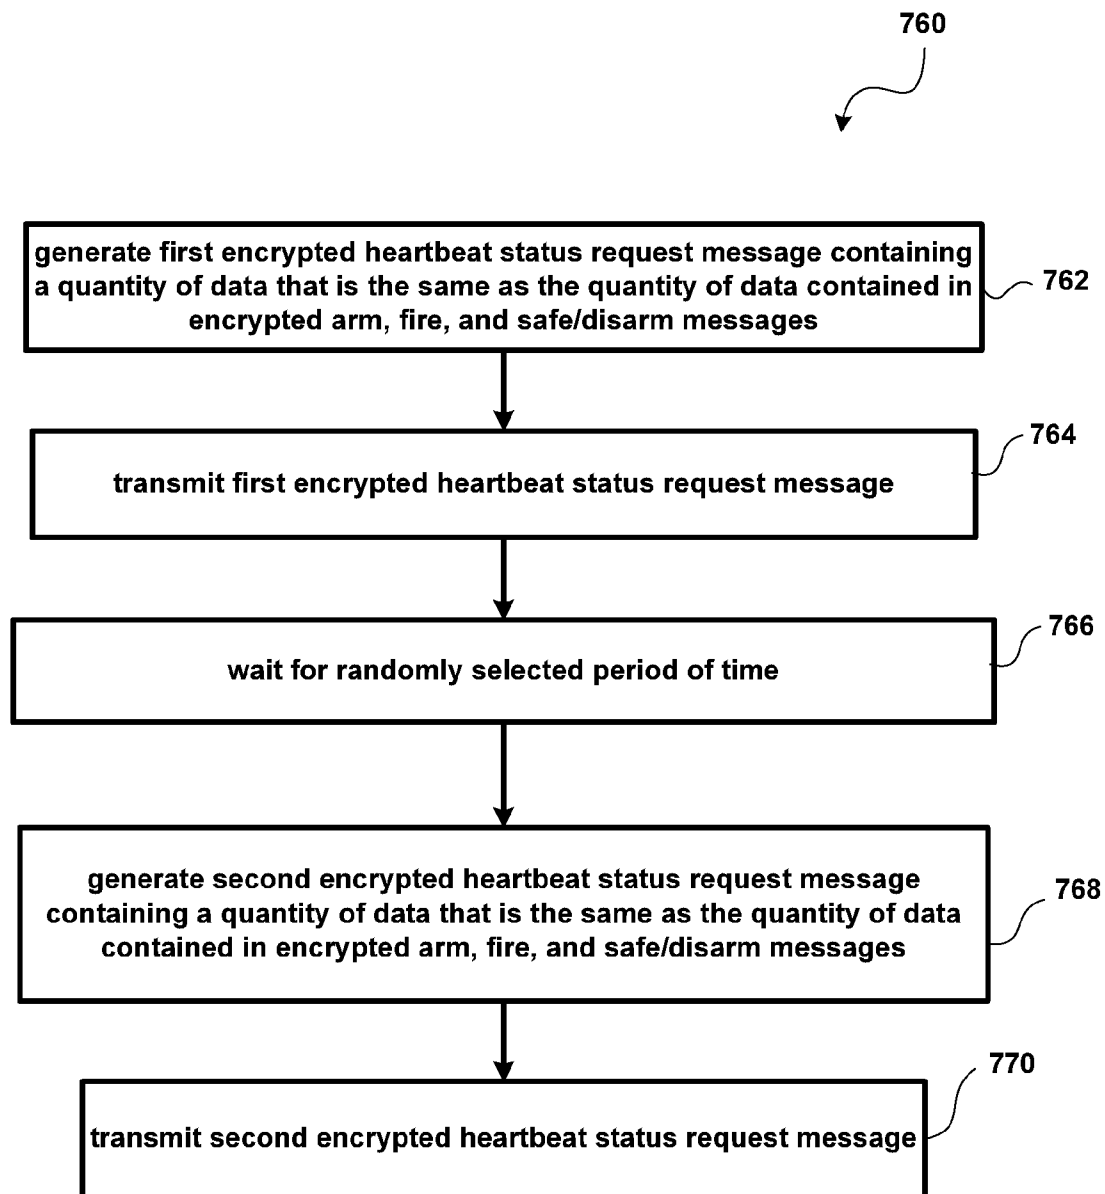 760
generate first encrypted heartbeat status request message containing
a quantity of data that is the same as the quantity of data contained in
encrypted arm, fire, and safe/disarm messages
762
transmit first encrypted heartbeat status request message
764
wait for randomly selected period of time
766
generate second encrypted heartbeat status request message
containing a quantity of data that is the same as the quantity of data
contained in encrypted arm, fire, and safe/disarm messages
768
transmit second encrypted heartbeat status request message
770